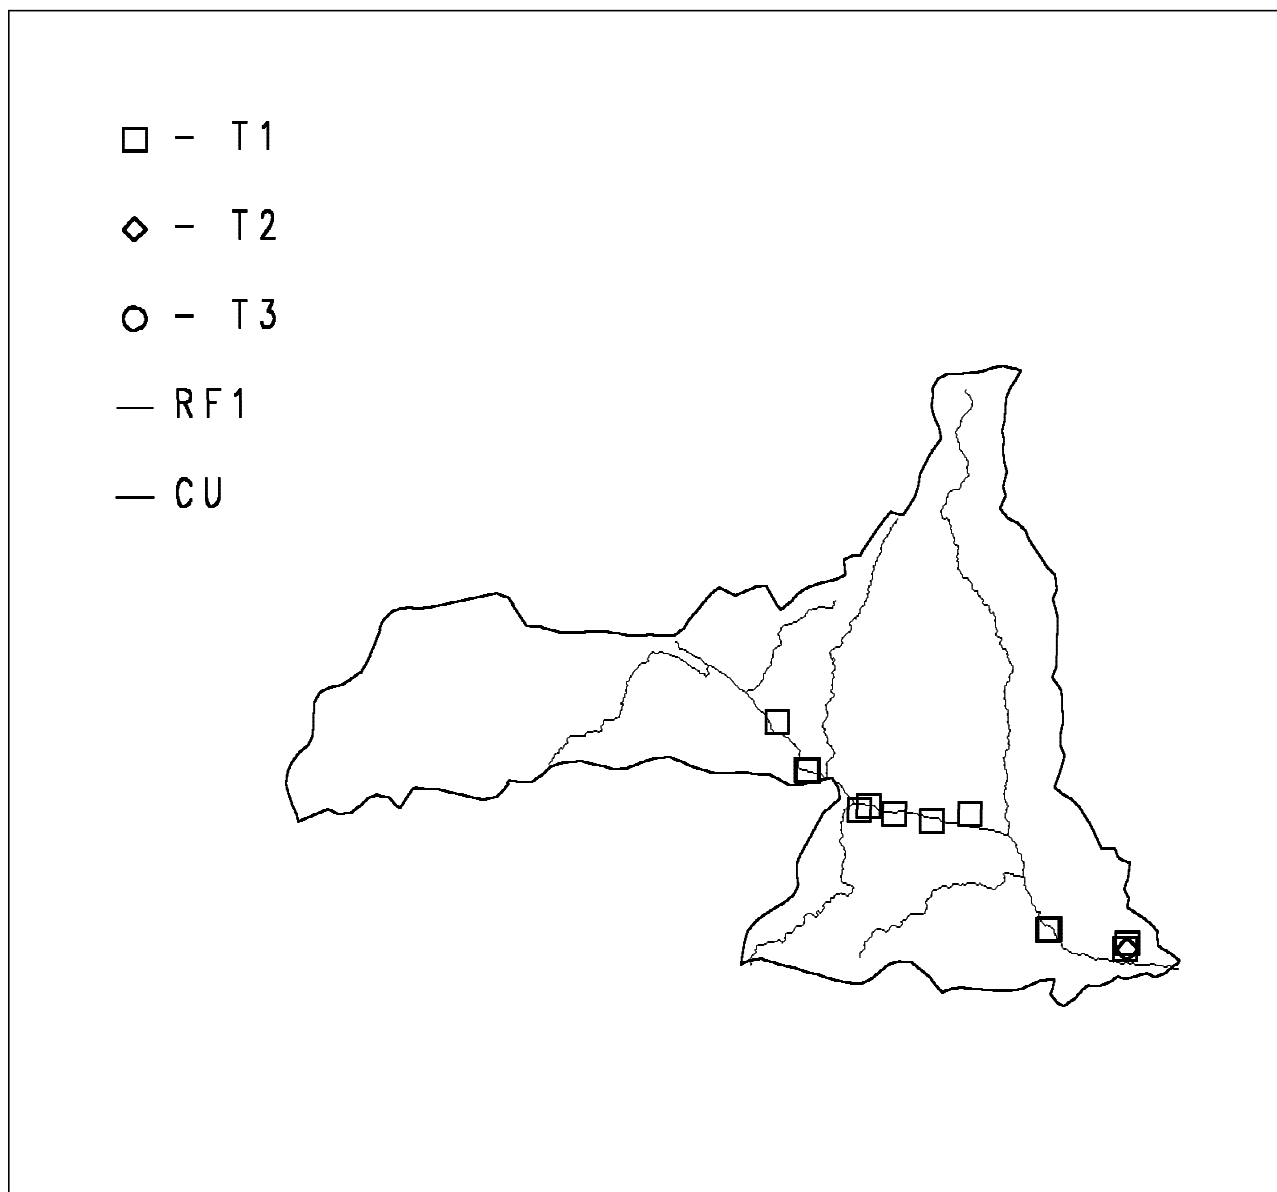 □ - T1
◇ - T2
○ - T3
— RF1
— CU